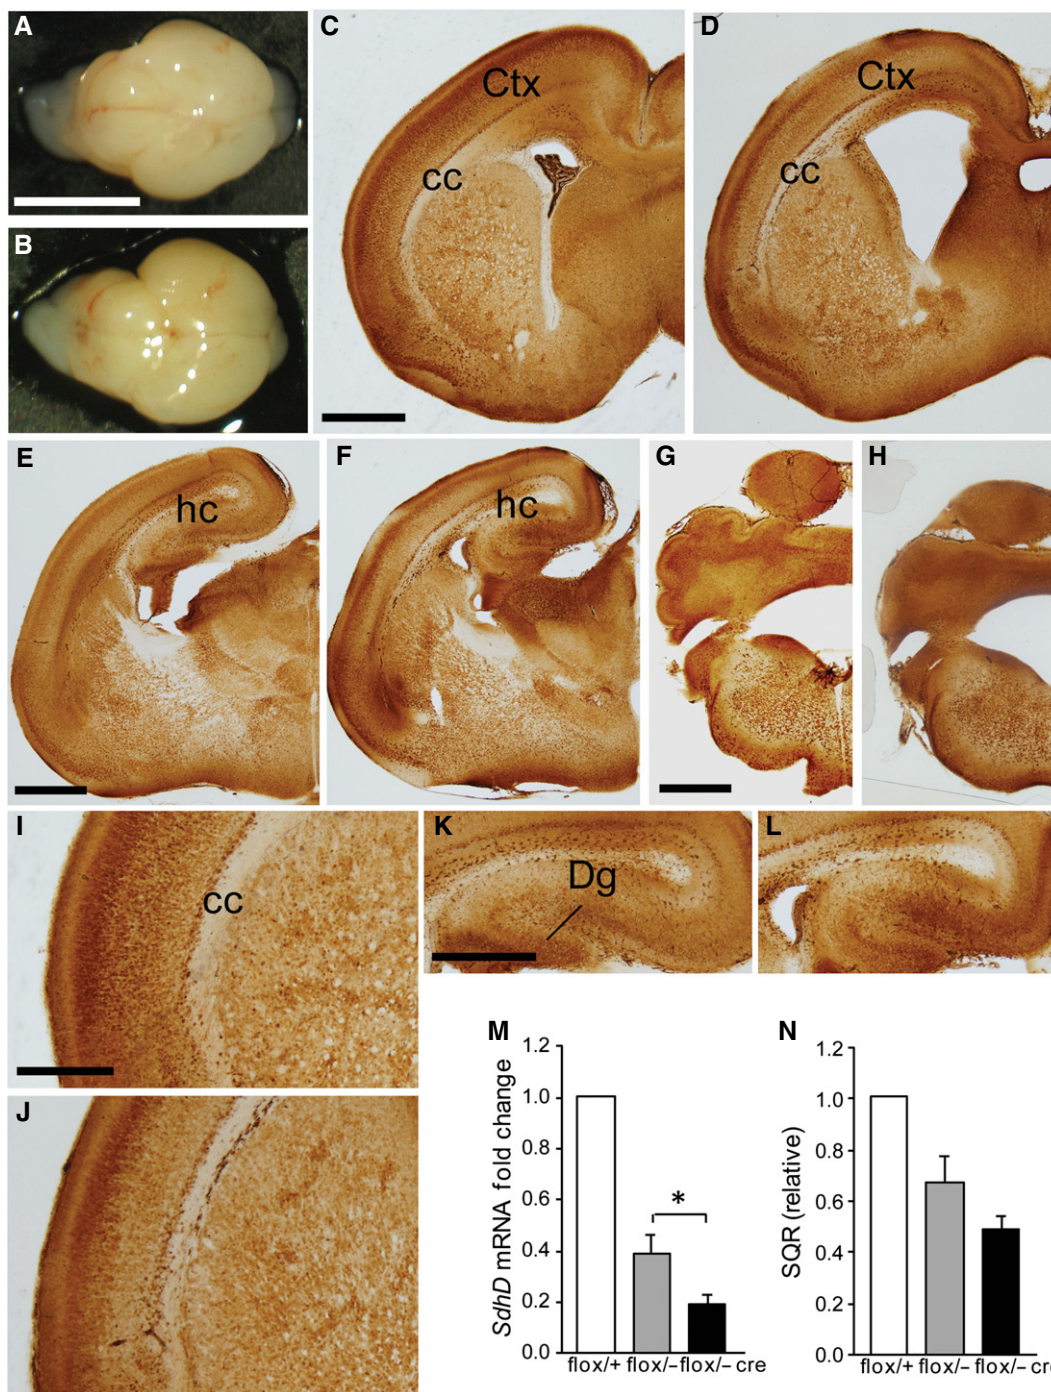 A
B
C
Ctx
cc
D
Ctx
cc
E
hc
F
hc
G
H
I
cc
J
K
Dg
L
M
SdhD mRNA fold change
1.2
1.0
0.8
0.6
0.4
0.2
0.0
*
flox/+ flox/– flox/– cre
N
SQR (relative)
1.2
1.0
0.8
0.6
0.4
0.2
0.0
flox/+ flox/– flox/– cre